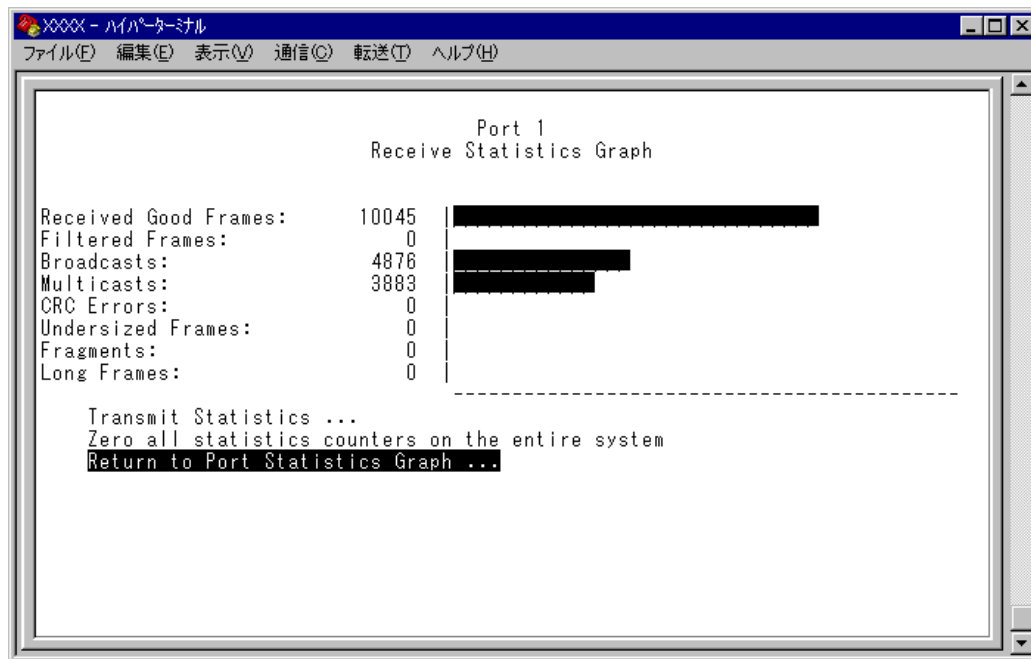 XXXX - ﾊｲﾊﾟｰﾀｰﾐﾅﾙ
ファイル(F) 編集(E) 表示(V) 通信(C) 転送(T) ヘルプ(H)
Port 1
Receive Statistics Graph
Received Good Frames: 10045 |
Filtered Frames: 0 |
Broadcasts: 4876 |
Multicasts: 3883 |
CRC Errors: 0 |
Undersized Frames: 0 |
Fragments: 0 |
Long Frames: 0 |
Transmit Statistics ...
Zero all statistics counters on the entire system
Return to Port Statistics Graph ...